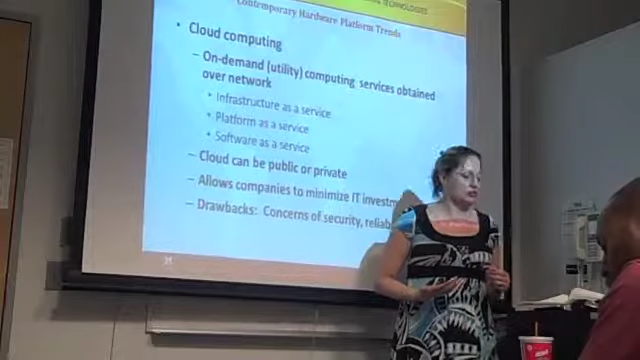 TECHNOLOGIES
Contemporary Hardware Platform Trends
• Cloud computing
– On-demand (utility) computing services obtained
over network
• Infrastructure as a service
• Platform as a service
• Software as a service
– Cloud can be public or private
– Allows companies to minimize IT investm
– Drawbacks: Concerns of security, reliab